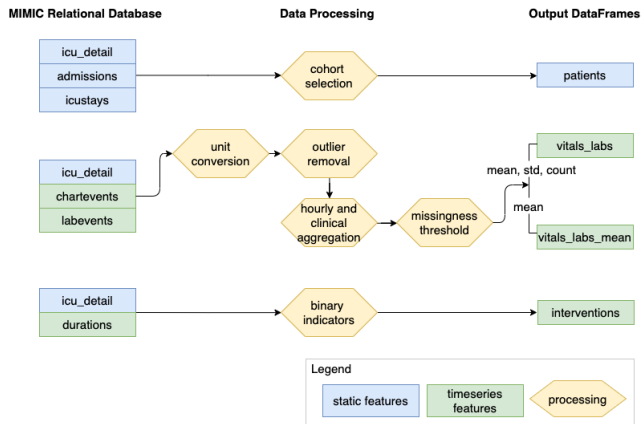 MIMIC Relational Database
Data Processing
Output DataFrames
icu_detail
admissions
icustays
cohort
selection
patients
icu_detail
chartevents
labevents
unit
conversion
outlier
removal
hourly and
clinical
aggregation
missingness
threshold
vitals_labs
mean, std, count
mean
vitals_labs_mean
icu_detail
durations
binary
indicators
interventions
Legend
static features
timeseries
features
processing